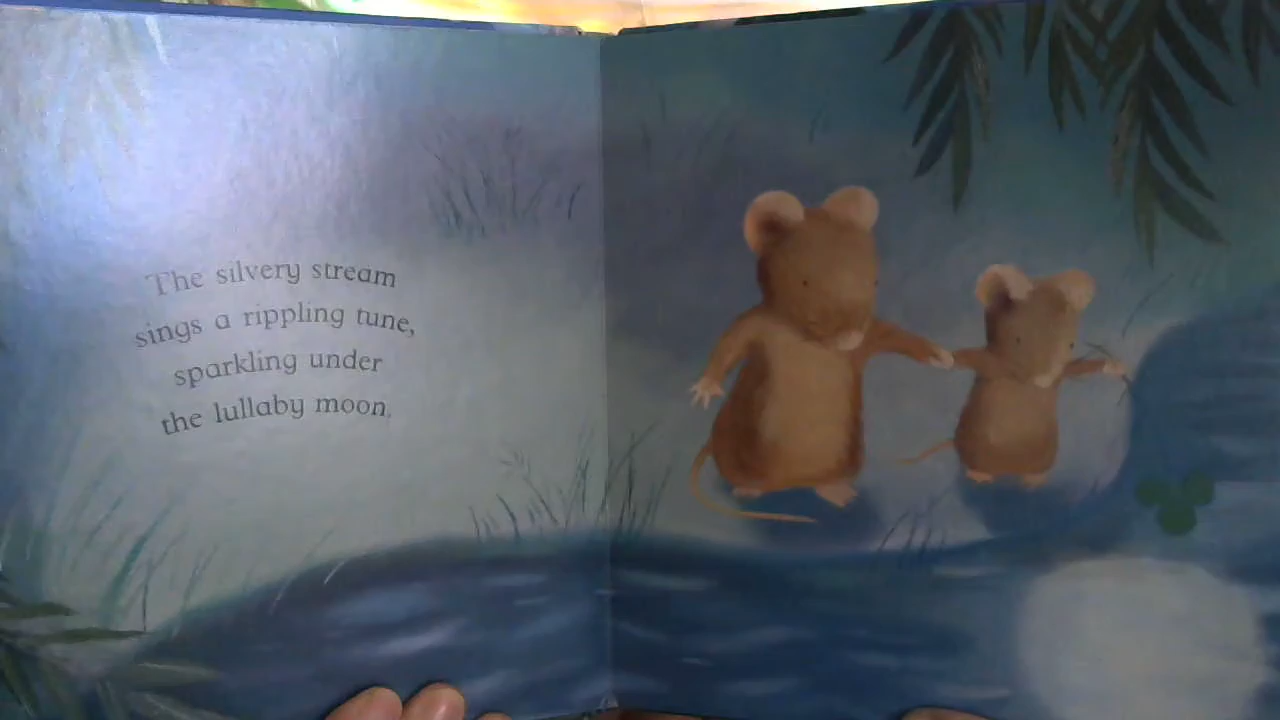 The silvery stream
sings a rippling tune,
sparkling under
the lullaby moon.